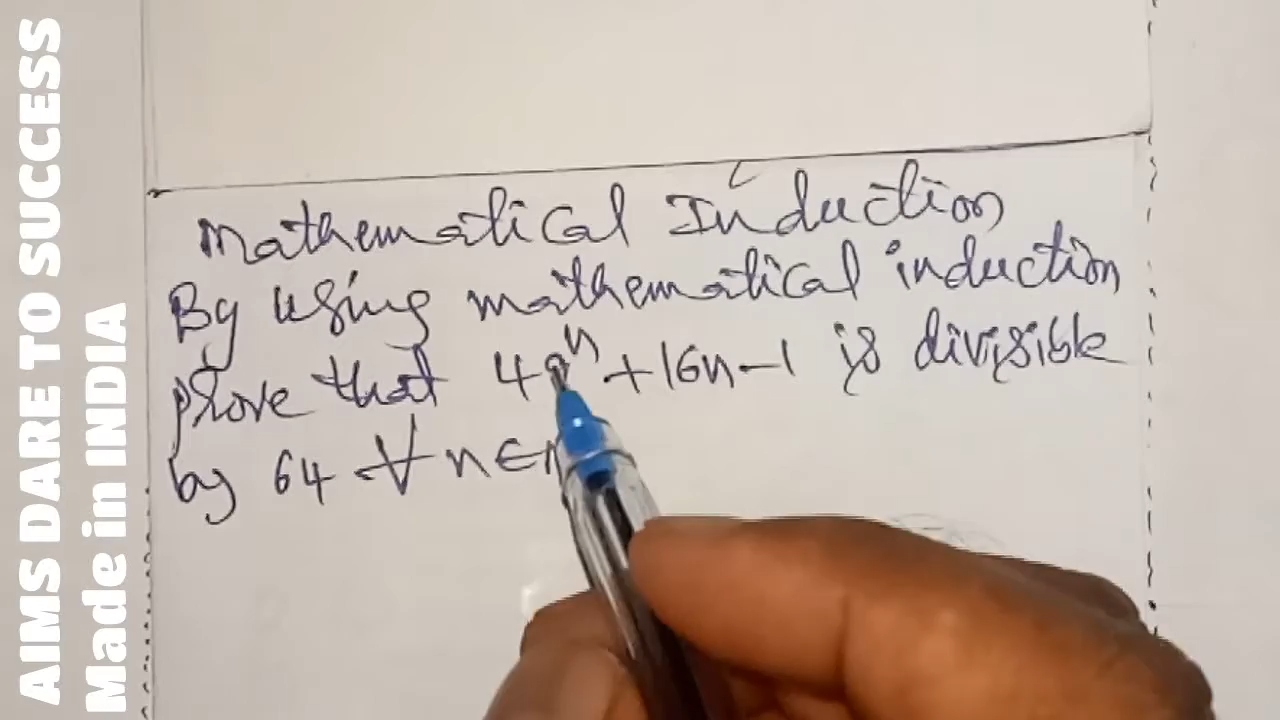 AIMS DARE TO SUCCESS
Made in INDIA
Mathematical Induction
By using mathematical induction
prove that 49ⁿ + 16n - 1 is divisible
by 64 ∀ n ∈